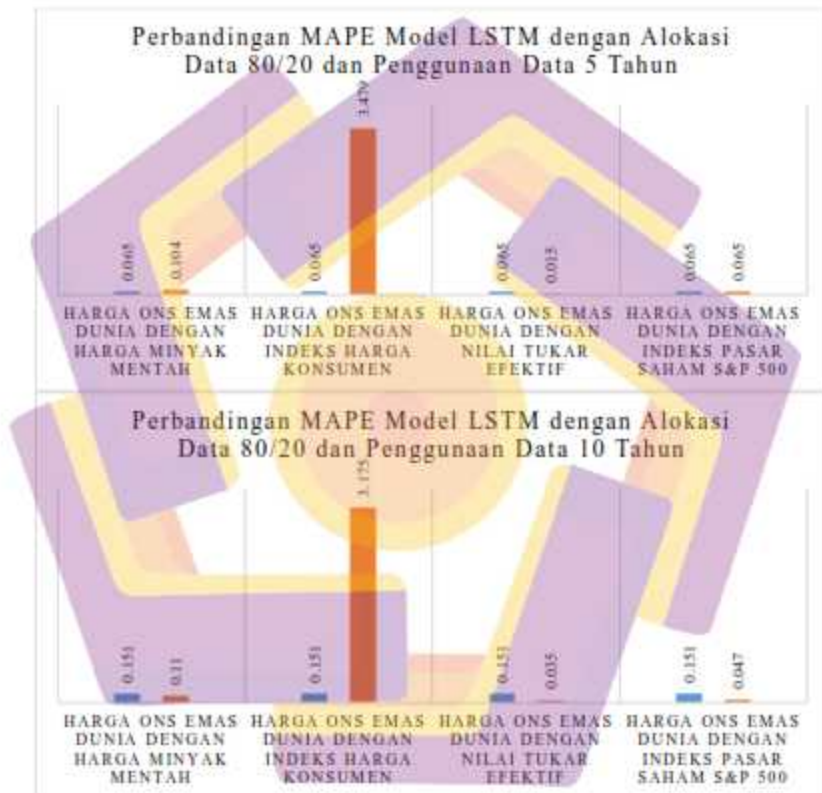 Perbandingan MAPE Model LSTM dengan Alokasi
Data 80/20 dan Penggunaan Data 5 Tahun
0.065
0.104
0.065
3.479
0.065
0.015
0.065
0.065
HARGA ONS EMAS
DUNIA DENGAN
HARGA MINYAK
MENTAH
HARGA ONS EMAS
DUNIA DENGAN
INDEKS HARGA
KONSUMEN
HARGA ONS EMAS
DUNIA DENGAN
NILAI TUKAR
EFEKTIF
HARGA ONS EMAS
DUNIA DENGAN
INDEKS PASAR
SAHAM S&P 500
Perbandingan MAPE Model LSTM dengan Alokasi
Data 80/20 dan Penggunaan Data 10 Tahun
0.151
0.11
0.151
3.175
0.151
0.035
0.151
0.047
HARGA ONS EMAS
DUNIA DENGAN
HARGA MINYAK
MENTAH
HARGA ONS EMAS
DUNIA DENGAN
INDEKS HARGA
KONSUMEN
HARGA ONS EMAS
DUNIA DENGAN
NILAI TUKAR
EFEKTIF
HARGA ONS EMAS
DUNIA DENGAN
INDEKS PASAR
SAHAM S&P 500